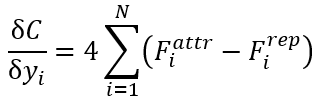 δC/δy_i = 4 ∑_{i=1}^{N} (F_i^{attr} − F_i^{rep})